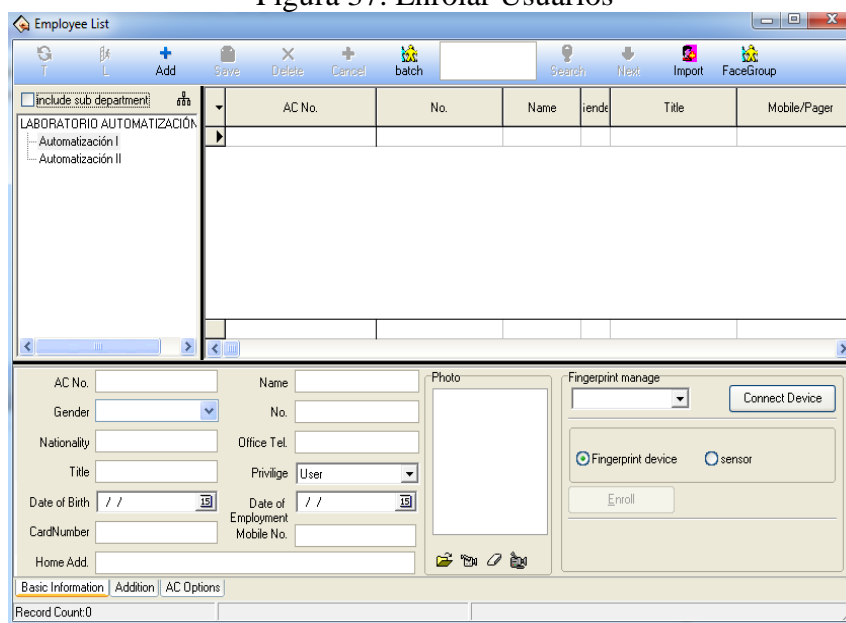 Figura 37. Enrolar Usuarios
Employee List
T L Add Save Delete Cancel batch Search Next Import FaceGroup
include sub department
LABORATORIO AUTOMATIZACIÓN
Automatización I
Automatización II
AC No. No. Name iende Title Mobile/Pager
AC No. Name
Gender No.
Nationality Office Tel.
Title Privilige User
Date of Birth / / 15 Date of Employment / / 15
CardNumber Mobile No.
Home Add.
Photo
Fingerprint manage
Connect Device
Fingerprint device sensor
Enroll
Basic Information Addition AC Options
Record Count:0